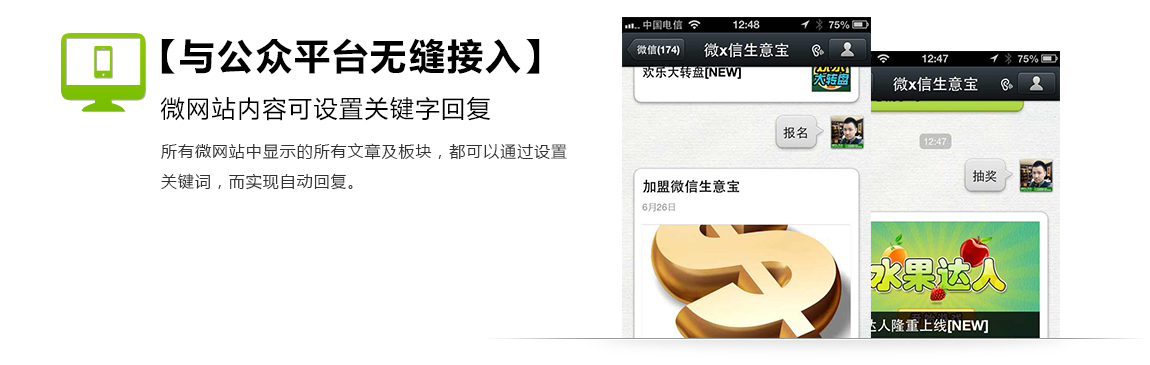 【与公众平台无缝接入】
微网站内容可设置关键字回复
所有微网站中显示的所有文章及板块，都可以通过设置
关键词，而实现自动回复。
中国电信 12:48 75%
微信(174) 微x信生意宝
欢乐大转盘[NEW]
大转盘
报名
加盟微信生意宝
6月26日
12:47 75%
微x信生意宝
12:47
抽奖
水果达人
达人隆重上线[NEW]